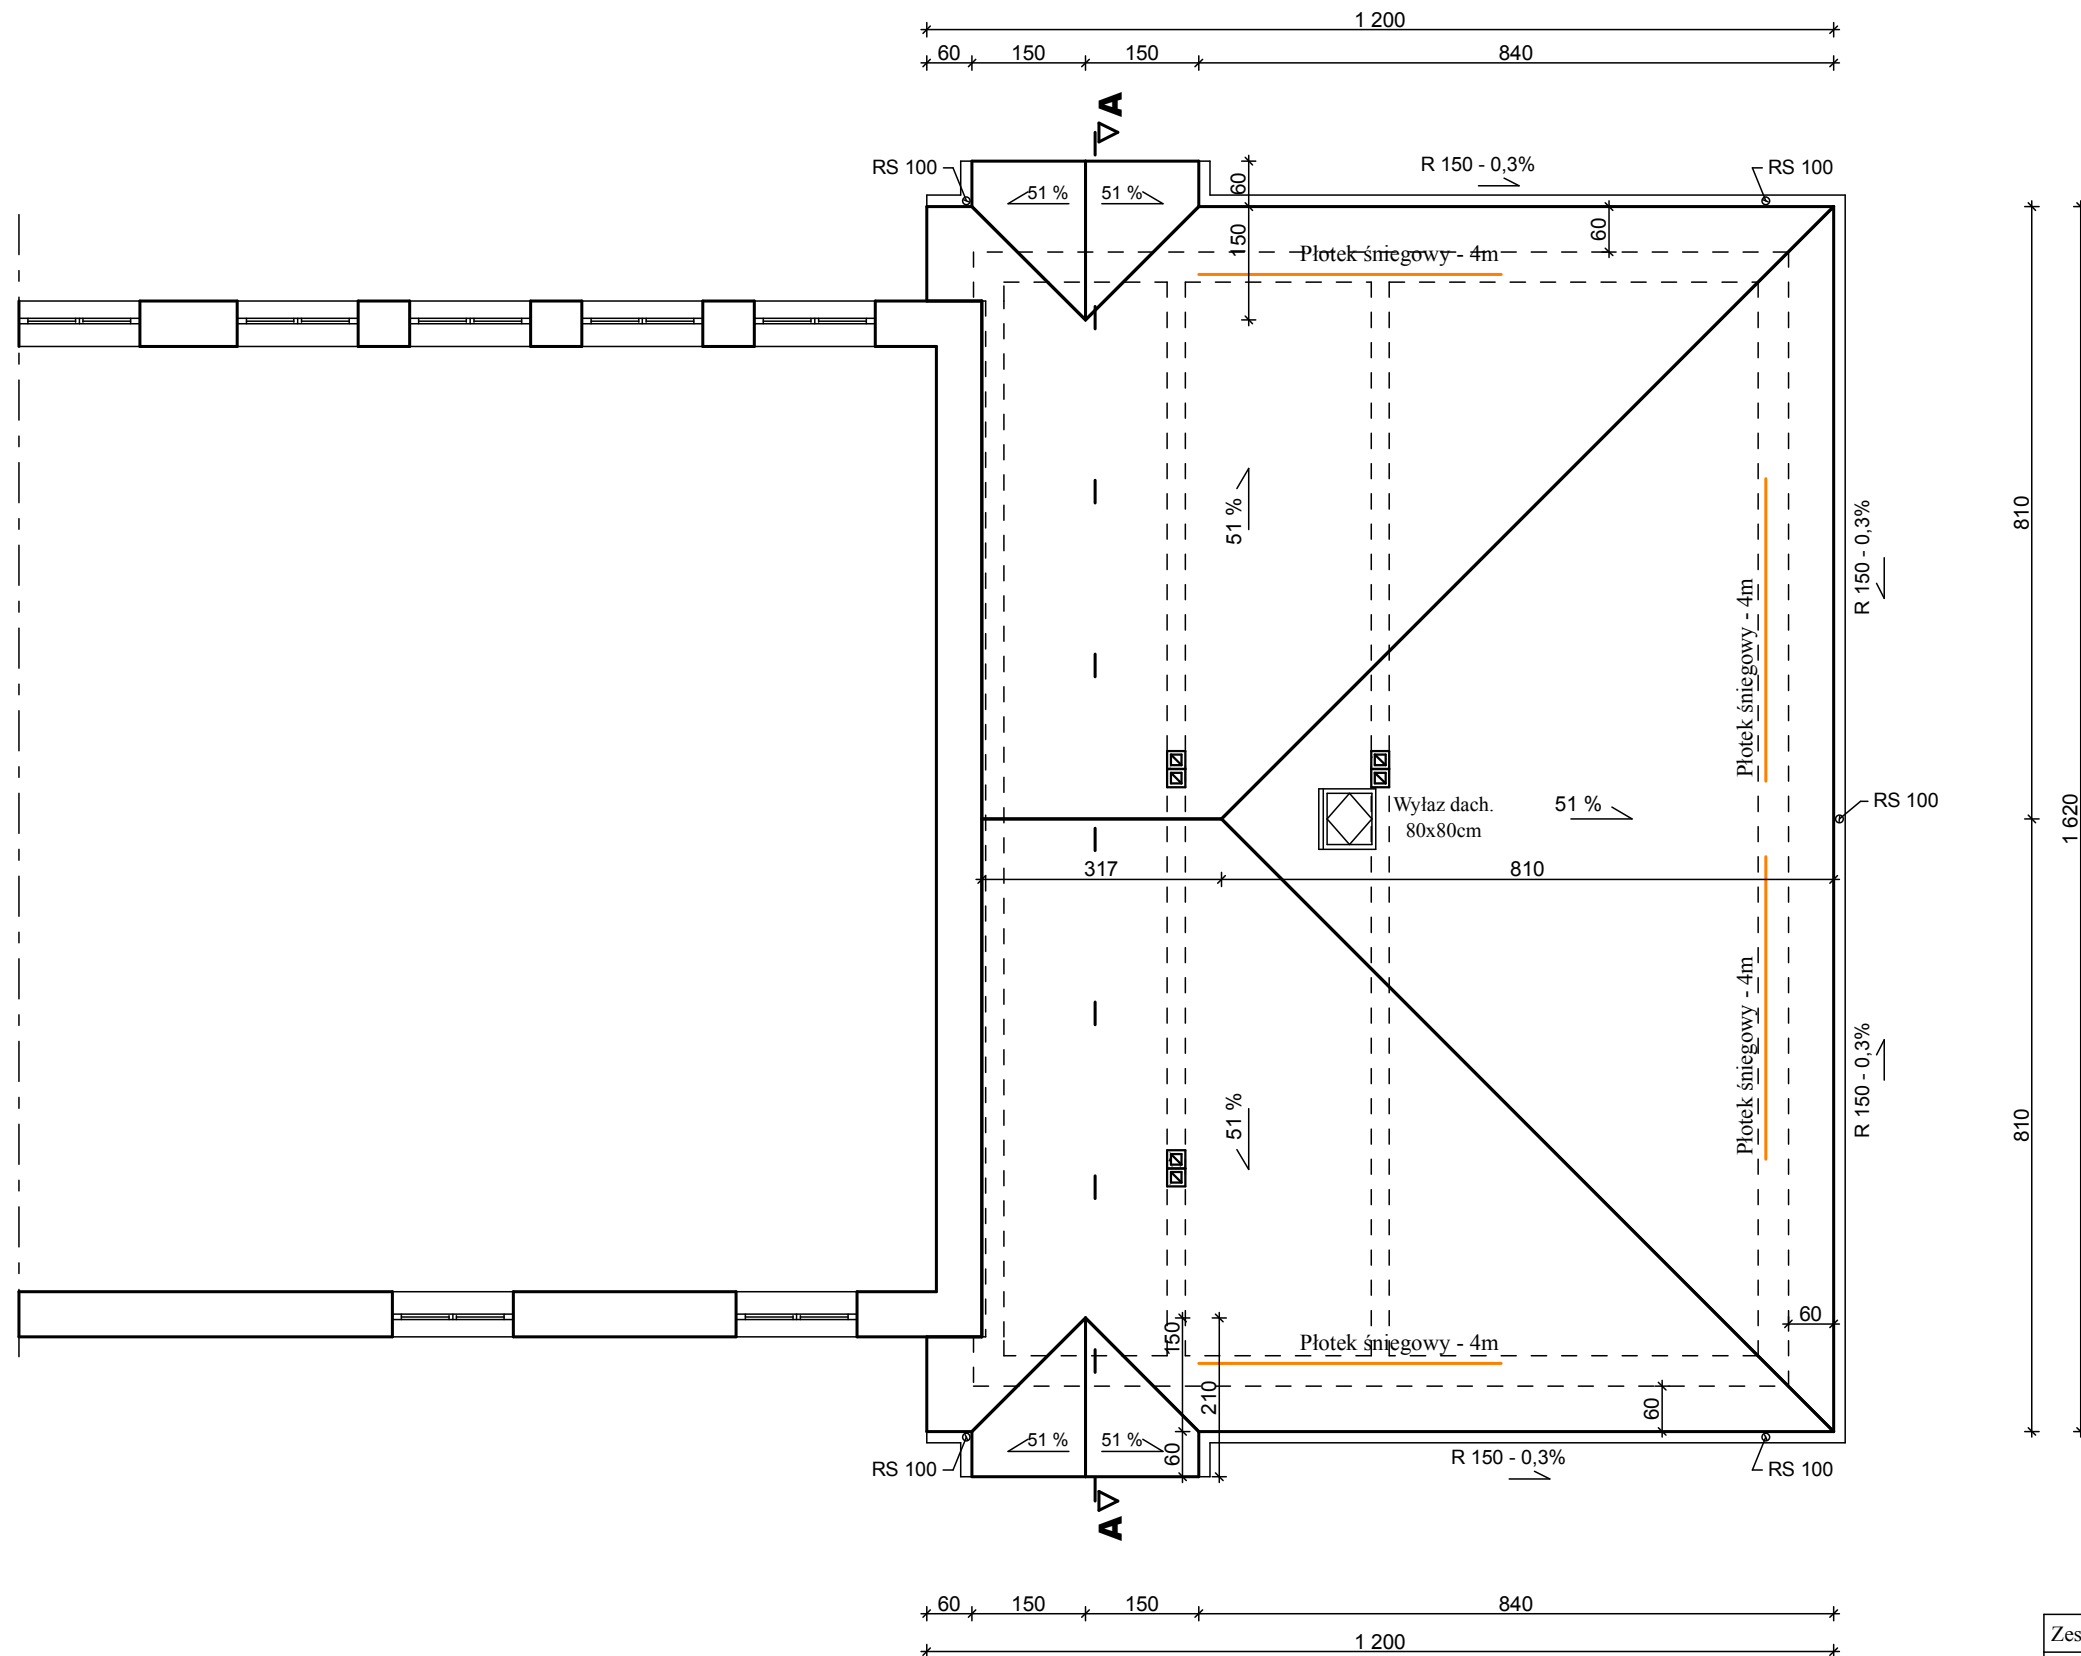 1 200
60 150 150 840
A
RS 100
R 150 - 0,3%
RS 100
51 % 51 %
60
150
60
Płotek śniegowy - 4m
51 %
810
R 150 - 0,3%
Płotek śniegowy - 4m
Wyłaz dach.
80x80cm
51 %
RS 100
1 620
317 810
Płotek śniegowy - 4m
R 150 - 0,3%
51 %
810
60
150
Płotek śniegowy - 4m
210
60
60
51 % 51 %
RS 100
R 150 - 0,3%
RS 100
A
60 150 150 840
1 200
Zes